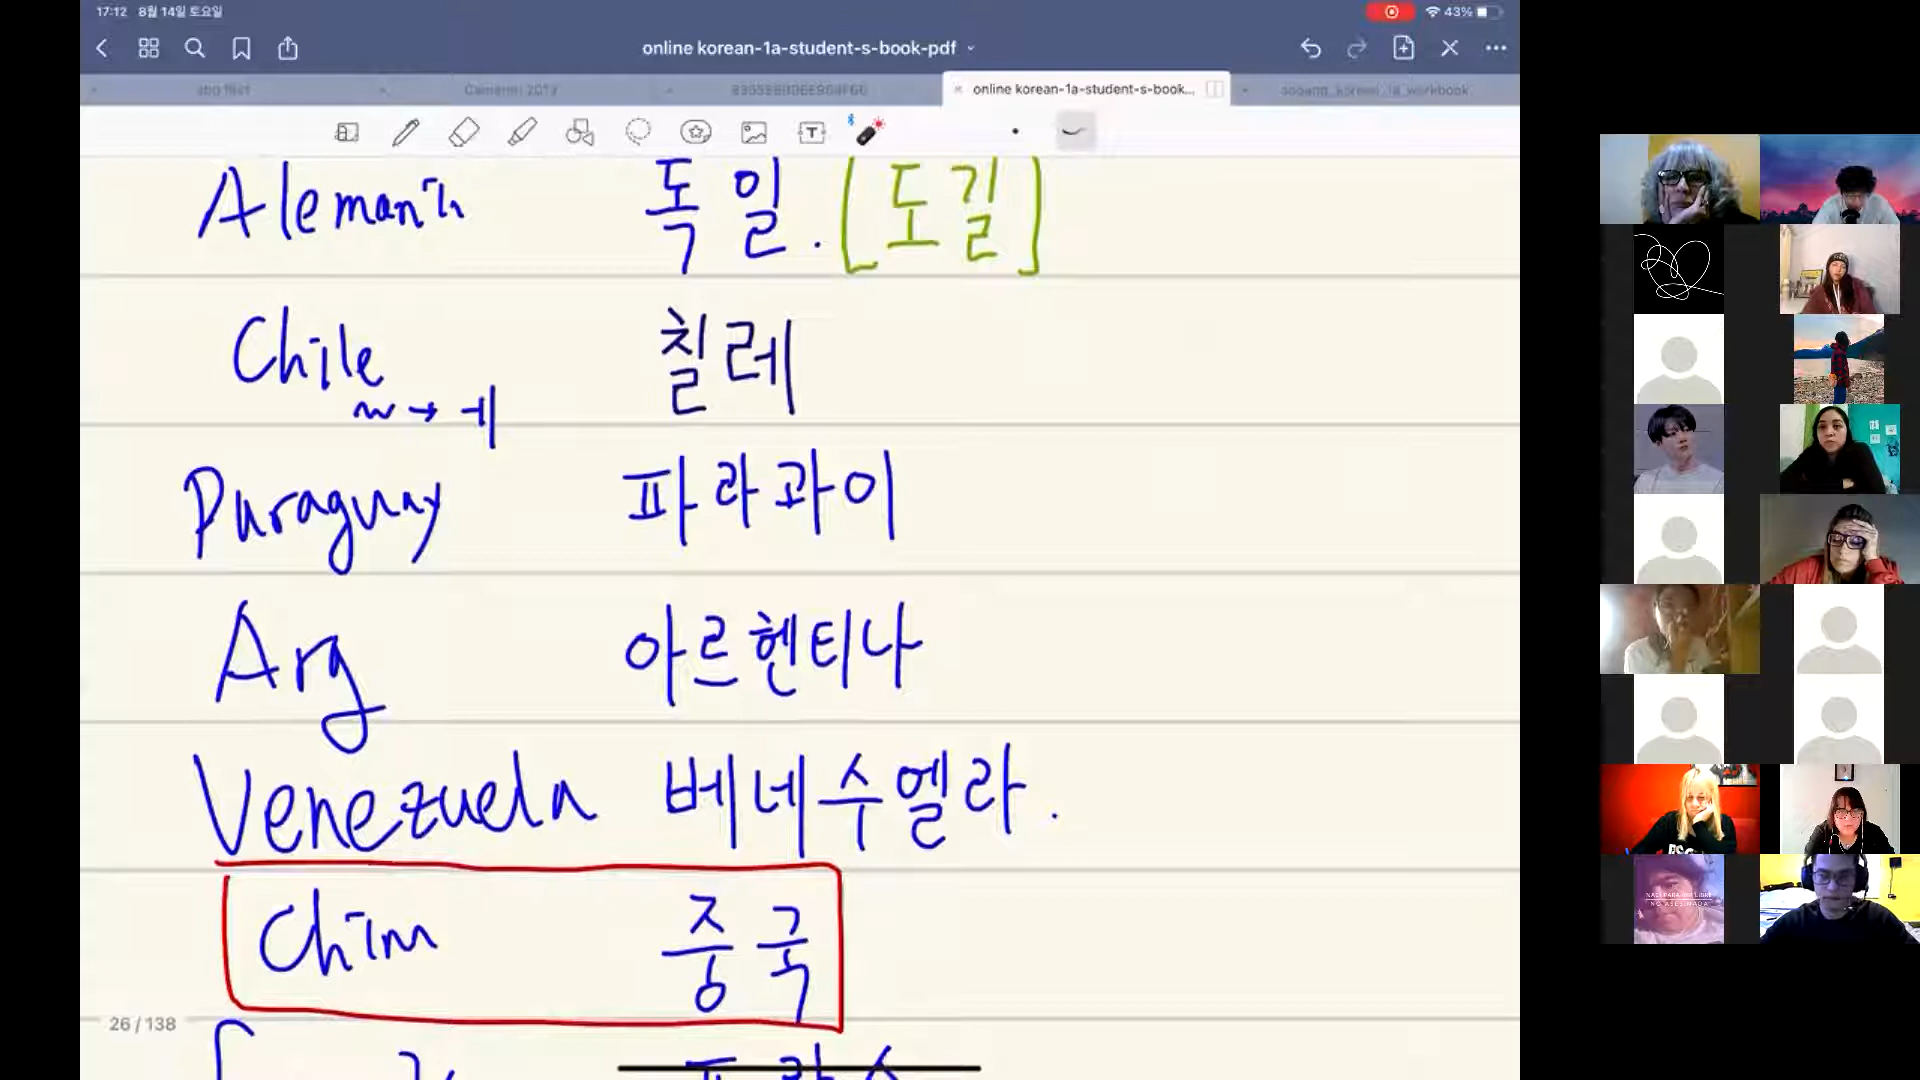 17:12 8월 14일 토요일 43%
online korean-1a-student-s-book-pdf
online korean-1a-student-s-book...
sogang_korean_1a_workbook
Alemania 독일. [도길]
Chile 칠레
~ → ㅔ
Paraguay 파라과이
Arg 아르헨티나
Venezuela 베네수엘라.
China 중국
26 / 138